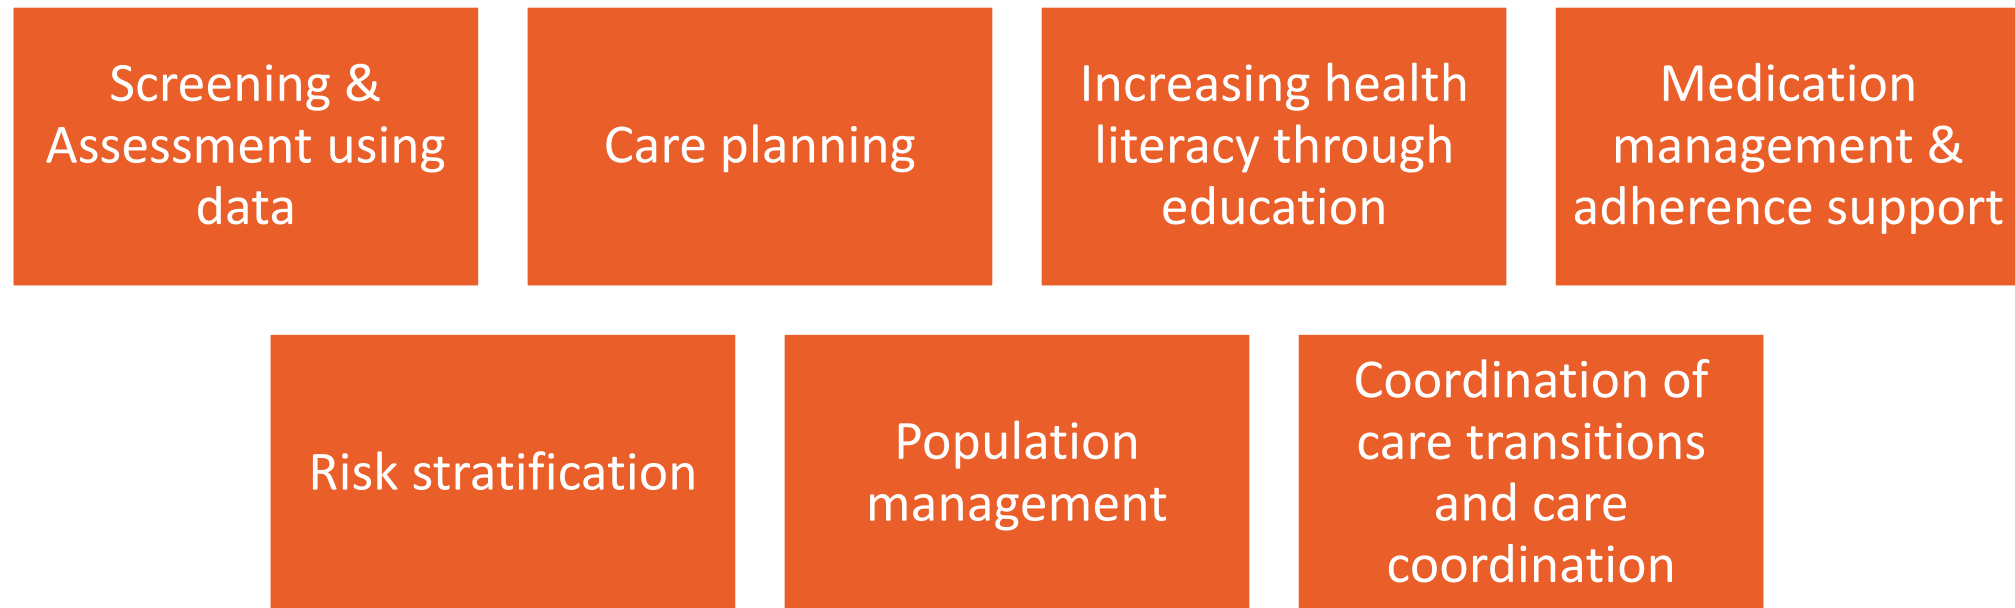 Screening &
Assessment using
data
Care planning
Increasing health
literacy through
education
Medication
management &
adherence support
Risk stratification
Population
management
Coordination of
care transitions
and care
coordination